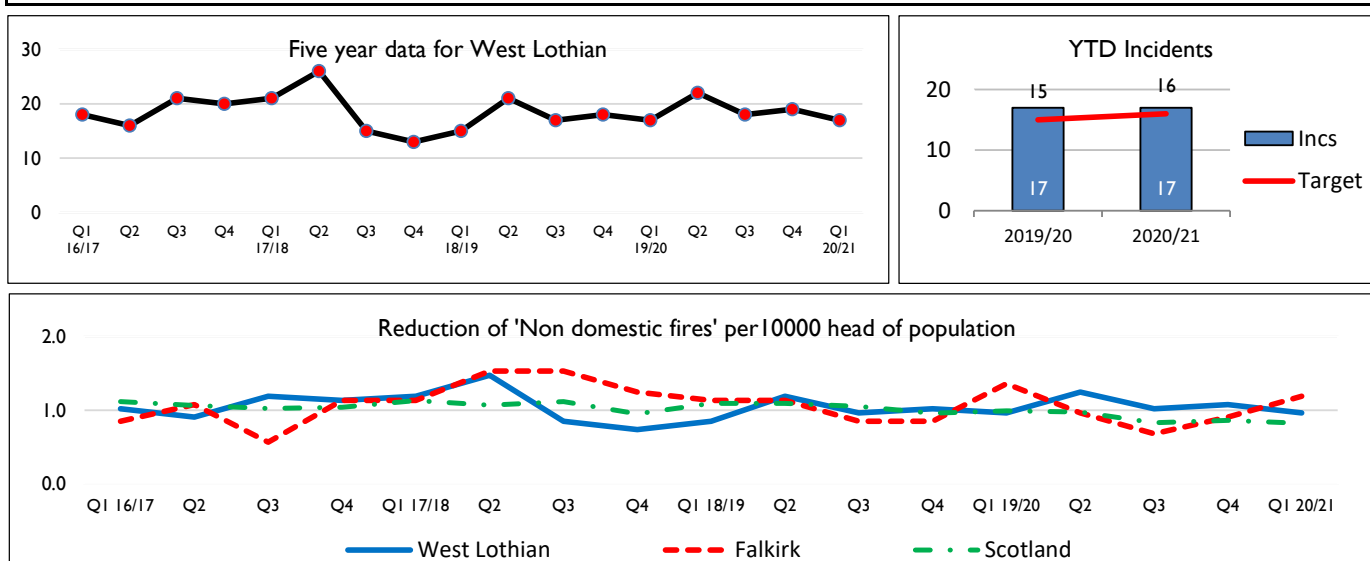 Five year data for West Lothian
30
20
10
0
Q1 Q2 Q3 Q4 Q1 Q2 Q3 Q4 Q1 Q2 Q3 Q4 Q1 Q2 Q3 Q4 Q1
16/17 17/18 18/19 19/20 20/21
YTD Incidents
15 16
20
10
0
17 17
2019/20 2020/21
Incs
Target
Reduction of 'Non domestic fires' per10000 head of population
2.0
1.0
0.0
Q1 16/17 Q2 Q3 Q4 Q1 17/18 Q2 Q3 Q4 Q1 18/19 Q2 Q3 Q4 Q1 19/20 Q2 Q3 Q4 Q1 20/21
West Lothian Falkirk Scotland